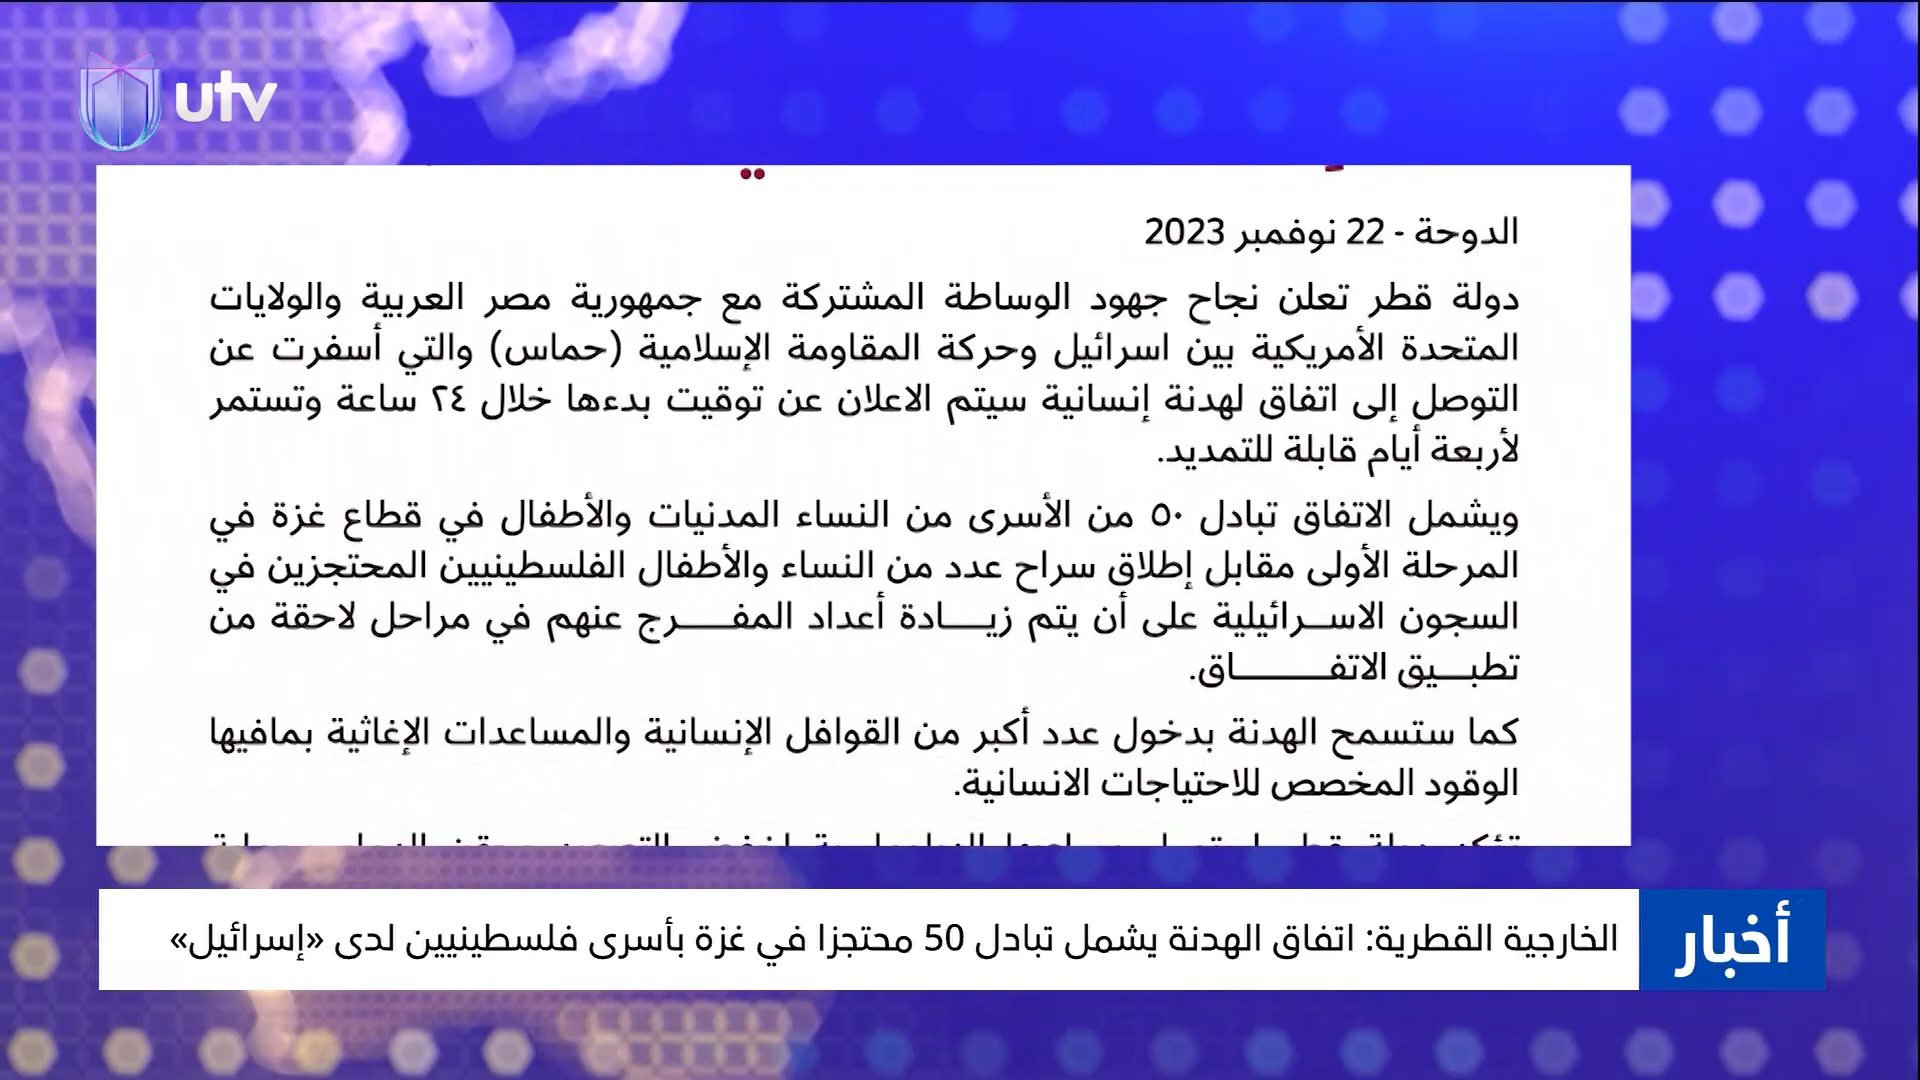 utv
الدوحة - 22 نوفمبر 2023
دولة قطر تعلن نجاح جهود الوساطة المشتركة مع جمهورية مصر العربية والولايات
المتحدة الأمريكية بين اسرائيل وحركة المقاومة الإسلامية (حماس) والتي أسفرت عن
التوصل إلى اتفاق لهدنة إنسانية سيتم الاعلان عن توقيت بدءها خلال ٢٤ ساعة وتستمر
لأربعة أيام قابلة للتمديد.
ويشمل الاتفاق تبادل ٥٠ من الأسرى من النساء المدنيات والأطفال في قطاع غزة في
المرحلة الأولى مقابل إطلاق سراح عدد من النساء والأطفال الفلسطينيين المحتجزين في
السجون الاســرائيلية على أن يتم زيــــادة أعداد المفــــرج عنهم في مراحل لاحقة من
تطبـــيق الاتفـــــــاق.
كما ستسمح الهدنة بدخول عدد أكبر من القوافل الإنسانية والمساعدات الإغاثية بمافيها
الوقود المخصص للاحتياجات الانسانية.
أخبار
الخارجية القطرية: اتفاق الهدنة يشمل تبادل 50 محتجزا في غزة بأسرى فلسطينيين لدى «إسرائيل»